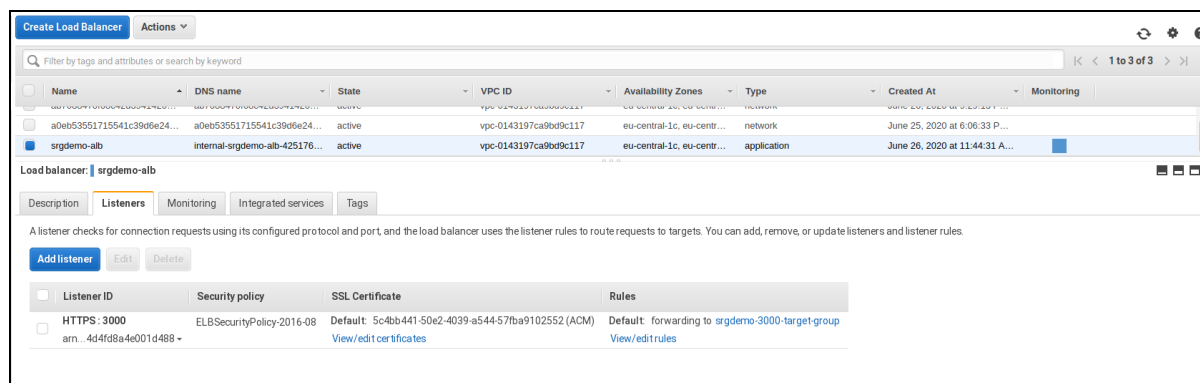 Create Load Balancer Actions
Filter by tags and attributes or search by keyword 1 to 3 of 3
Name DNS name State VPC ID Availability Zones Type Created At Monitoring
a0eb53551715541c39d6e24... a0eb53551715541c39d6e24... active vpc-0143197ca9bd9c117 eu-central-1c, eu-centr... network June 25, 2020 at 6:06:33 P...
srgdemo-alb internal-srgdemo-alb-425176... active vpc-0143197ca9bd9c117 eu-central-1c, eu-centr... application June 26, 2020 at 11:44:31 A...
Load balancer: srgdemo-alb
Description Listeners Monitoring Integrated services Tags
A listener checks for connection requests using its configured protocol and port, and the load balancer uses the listener rules to route requests to targets. You can add, remove, or update listeners and listener rules.
Add listener Edit Delete
Listener ID Security policy SSL Certificate Rules
HTTPS : 3000 ELBSecurityPolicy-2016-08 Default: 5c4bb441-50e2-4039-a544-57fba9102552 (ACM) Default: forwarding to srgdemo-3000-target-group
arn...4d4fd8a4e001d488 View/edit certificates View/edit rules